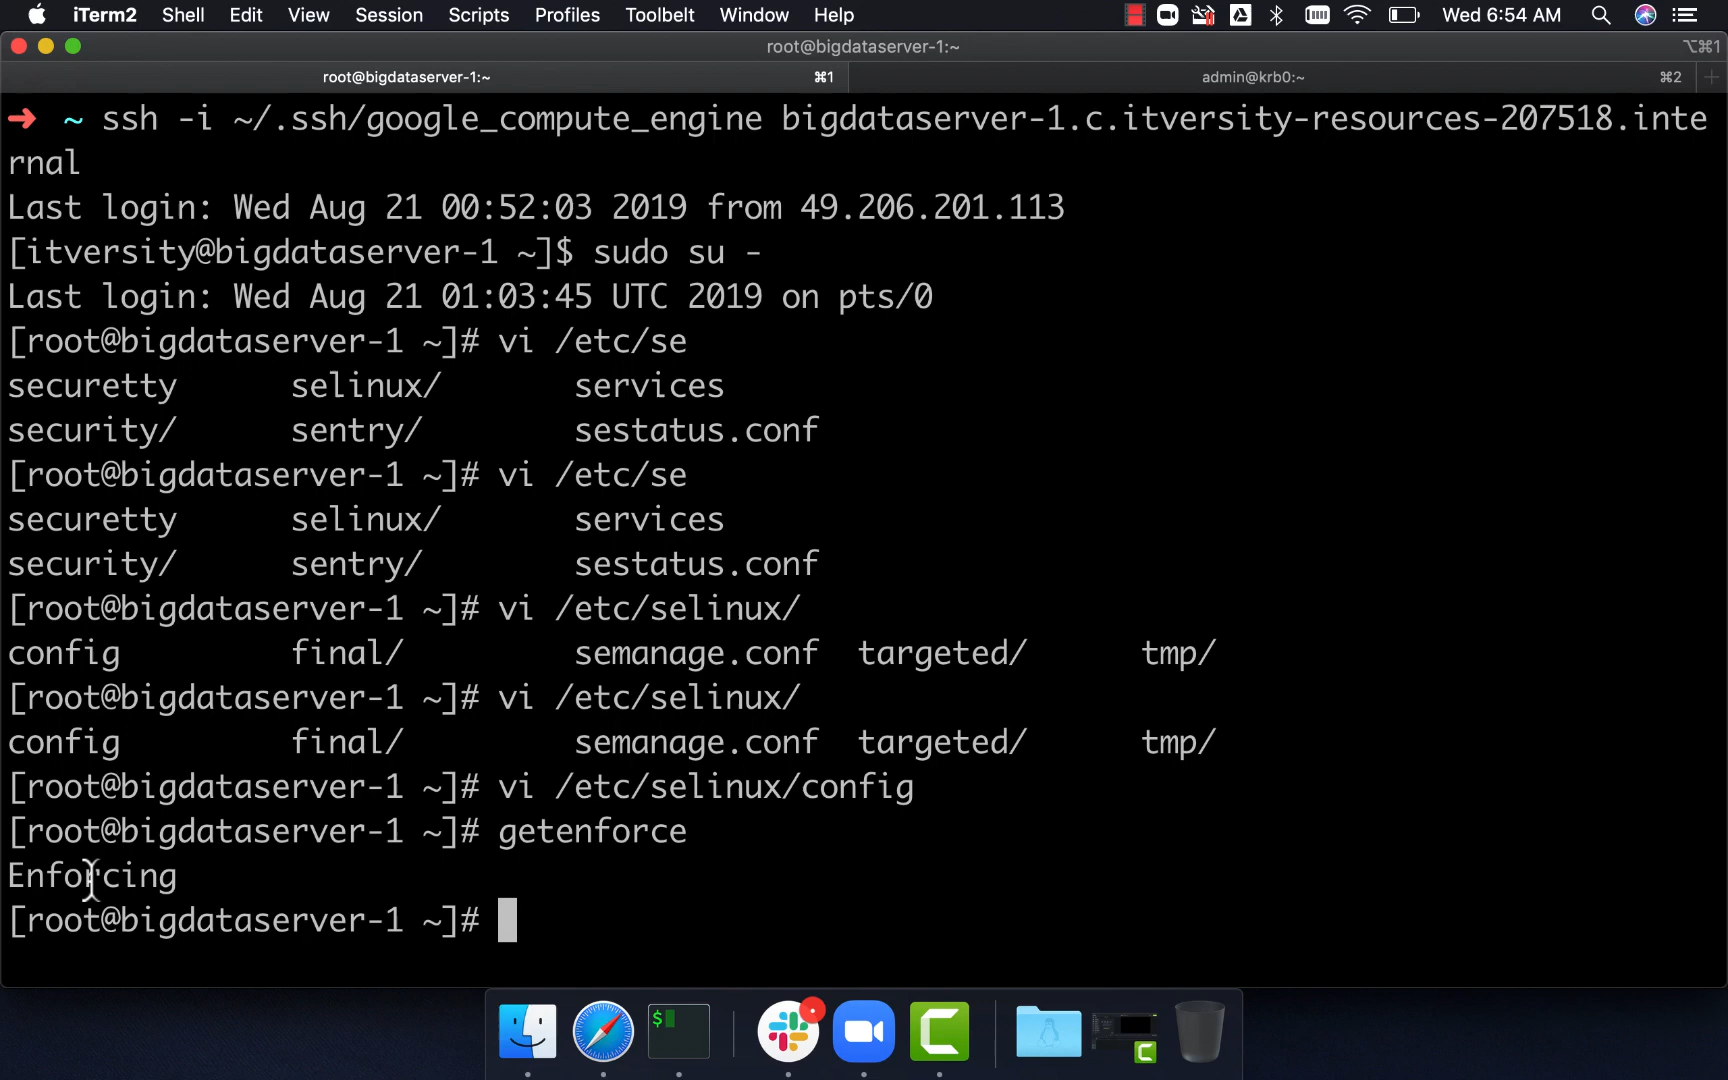 iTerm2 Shell Edit View Session Scripts Profiles Toolbelt Window Help Wed 6:54 AM
root@bigdataserver-1:~ ⌥⌘1
root@bigdataserver-1:~ ⌘1 admin@krb0:~ ⌘2 +
➜ ~ ssh -i ~/.ssh/google_compute_engine bigdataserver-1.c.itversity-resources-207518.inte
rnal
Last login: Wed Aug 21 00:52:03 2019 from 49.206.201.113
[itversity@bigdataserver-1 ~]$ sudo su -
Last login: Wed Aug 21 01:03:45 UTC 2019 on pts/0
[root@bigdataserver-1 ~]# vi /etc/se
securetty selinux/ services
security/ sentry/ sestatus.conf
[root@bigdataserver-1 ~]# vi /etc/se
securetty selinux/ services
security/ sentry/ sestatus.conf
[root@bigdataserver-1 ~]# vi /etc/selinux/
config final/ semanage.conf targeted/ tmp/
[root@bigdataserver-1 ~]# vi /etc/selinux/
config final/ semanage.conf targeted/ tmp/
[root@bigdataserver-1 ~]# vi /etc/selinux/config
[root@bigdataserver-1 ~]# getenforce
Enforcing
[root@bigdataserver-1 ~]#
$